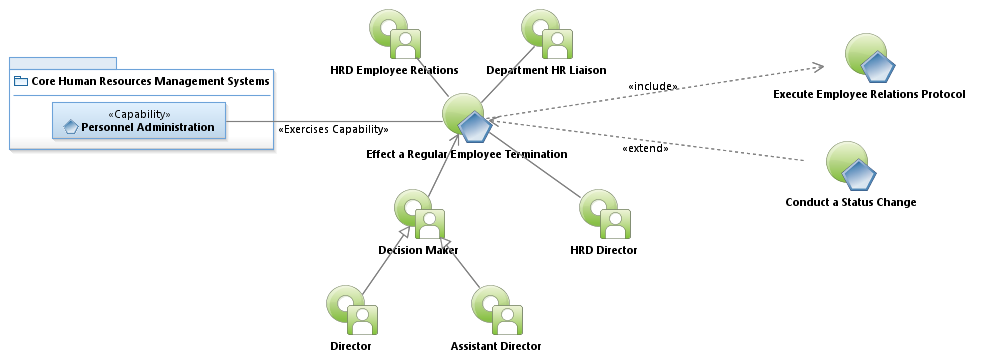 HRD Employee Relations
Department HR Liaison
Core Human Resources Management Systems
«Capability»
Personnel Administration
«Exercises Capability»
«include»
Execute Employee Relations Protocol
Effect a Regular Employee Termination
«extend»
Conduct a Status Change
Decision Maker
HRD Director
Director
Assistant Director